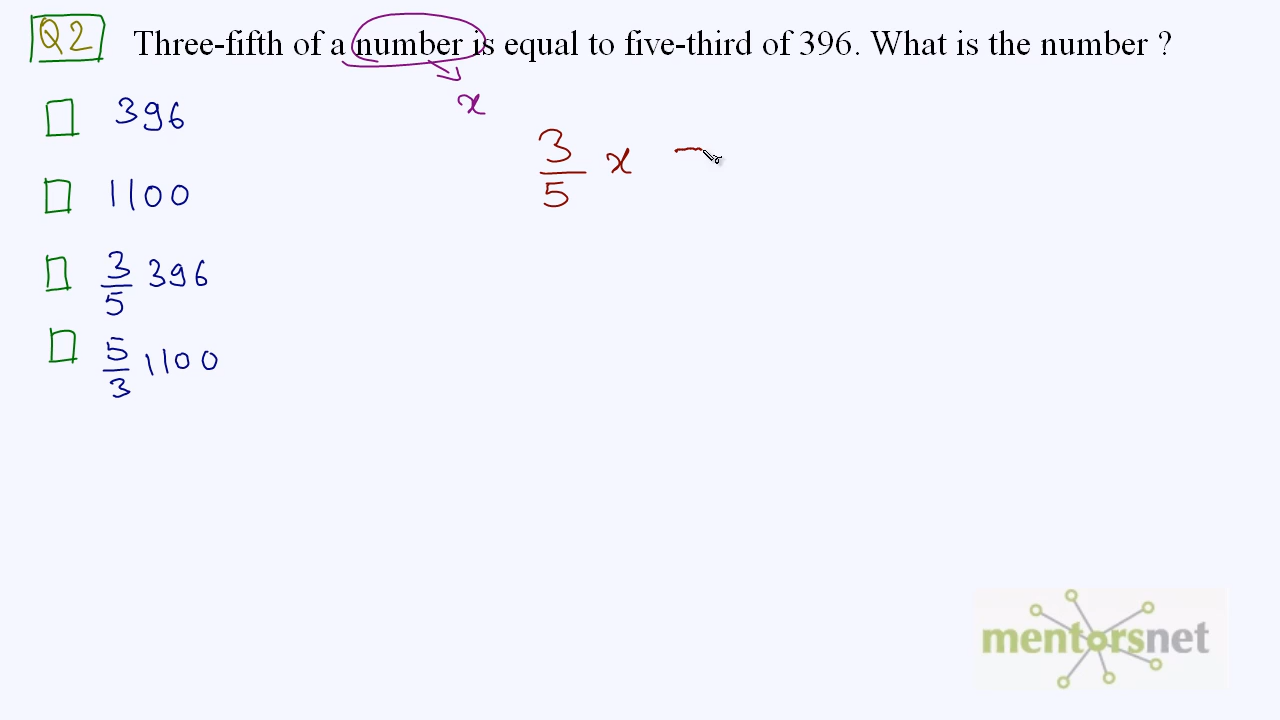 Q2 Three-fifth of a number is equal to five-third of 396. What is the number ?
x
396
3/5 x
1100
3/5 396
5/3 1100
mentorsnet